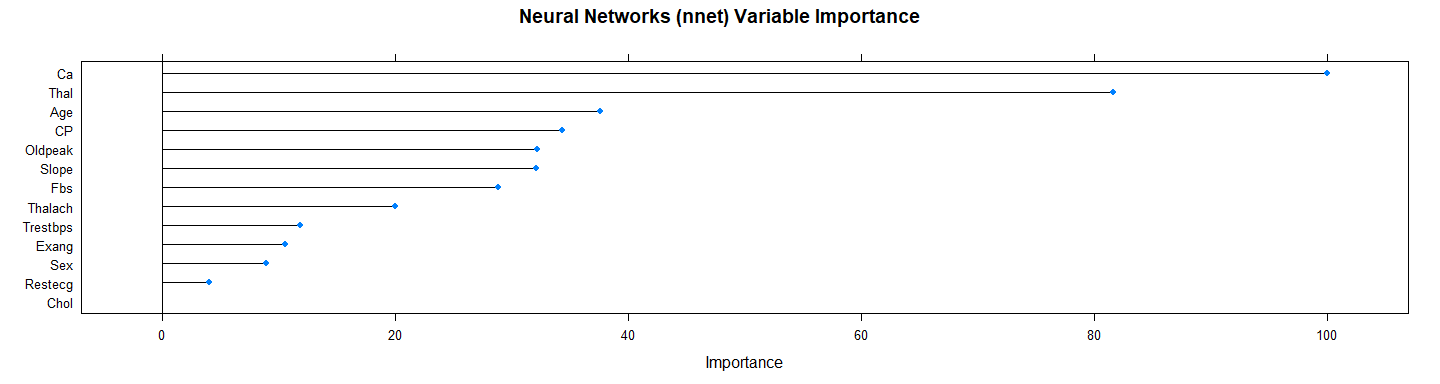 Neural Networks (nnet) Variable Importance
Ca
Thal
Age
CP
Oldpeak
Slope
Fbs
Thalach
Trestbps
Exang
Sex
Restecg
Chol
0 20 40 60 80 100
Importance